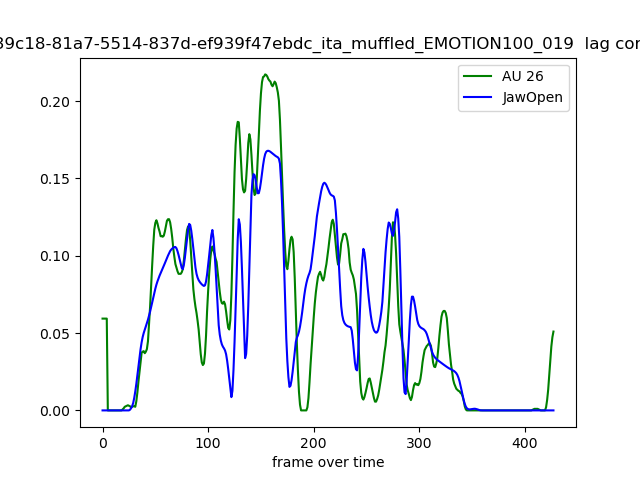 39c18-81a7-5514-837d-ef939f47ebdc_ita_muffled_EMOTION100_019 lag cor
AU 26
JawOpen
0.20
0.15
0.10
0.05
0.00
0 100 200 300 400
frame over time